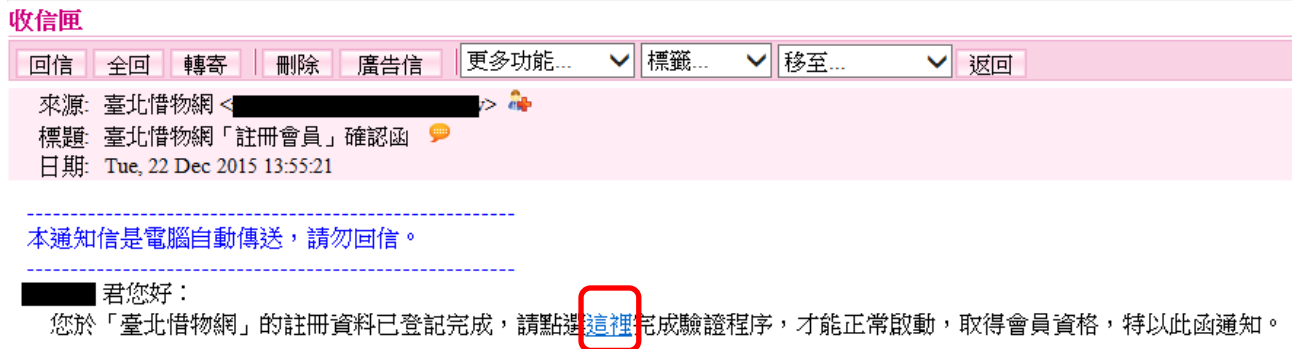 收信匣
回信 全回 轉寄 刪除 廣告信 更多功能... 標籤... 移至... 返回
來源: 臺北惜物網 < >
標題: 臺北惜物網「註冊會員」確認函
日期: Tue, 22 Dec 2015 13:55:21
--------------------------------------------------------
本通知信是電腦自動傳送，請勿回信。
--------------------------------------------------------
君您好：
您於「臺北惜物網」的註冊資料已登記完成，請點選這裡完成驗證程序，才能正常啟動，取得會員資格，特以此函通知。